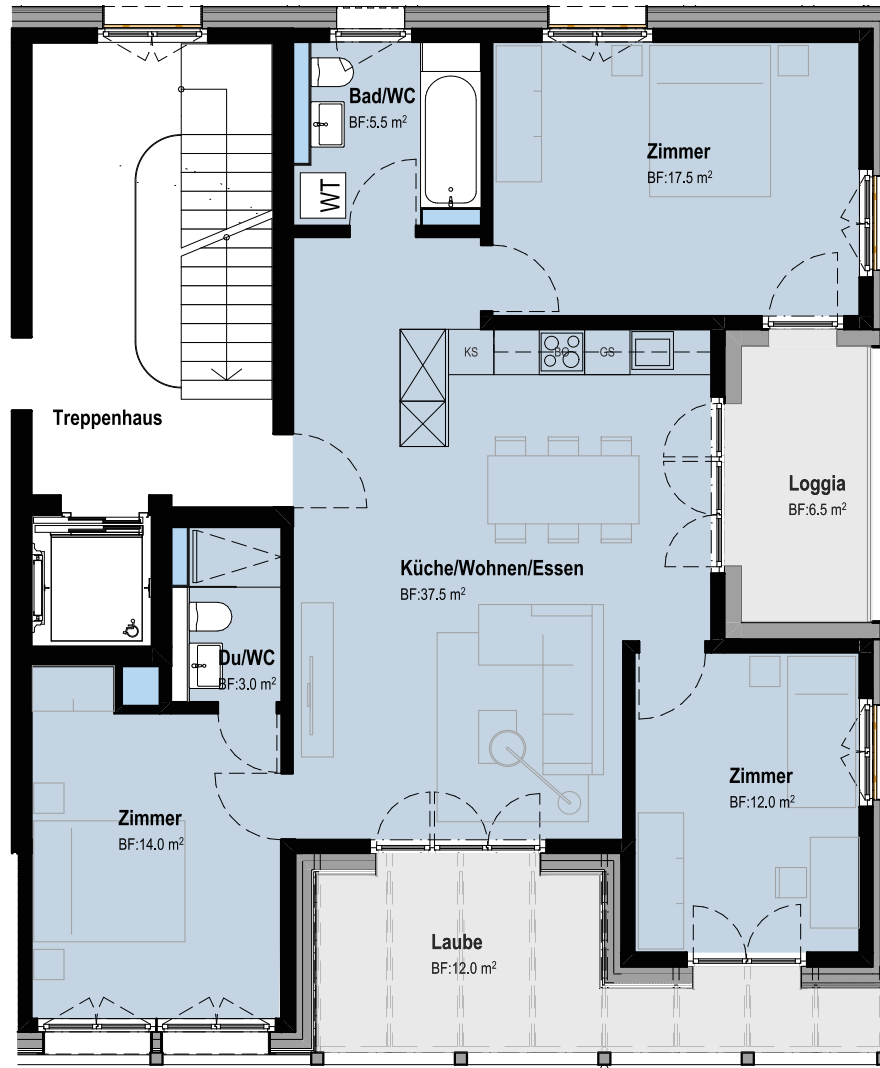 Bad/WC
BF:5.5 m²
WT
Zimmer
BF:17.5 m²
KS
BO
GS
Treppenhaus
Loggia
BF:6.5 m²
Küche/Wohnen/Essen
BF:37.5 m²
Du/WC
BF:3.0 m²
Zimmer
BF:12.0 m²
Zimmer
BF:14.0 m²
Laube
BF:12.0 m²